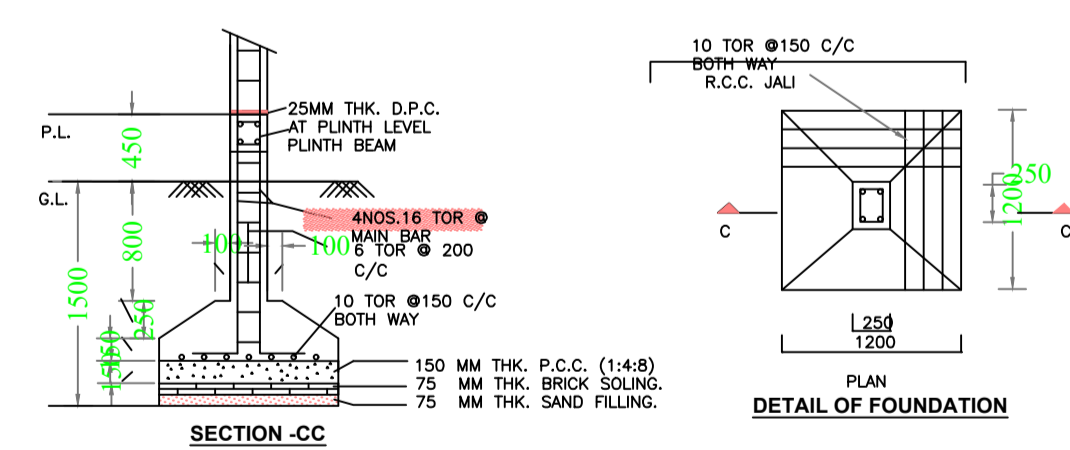 25MM THK. D.P.C.
AT PLINTH LEVEL
PLINTH BEAM
P.L.
450
G.L.
4NOS.16 TOR @
MAIN BAR
6 TOR @ 200
C/C
100
100
800
1500
250
10 TOR @150 C/C
BOTH WAY
150
150
150 MM THK. P.C.C. (1:4:8)
75 MM THK. BRICK SOLING.
75 MM THK. SAND FILLING.
SECTION -CC
10 TOR @150 C/C
BOTH WAY
R.C.C. JALI
250
1200
C
C
250
1200
PLAN
DETAIL OF FOUNDATION